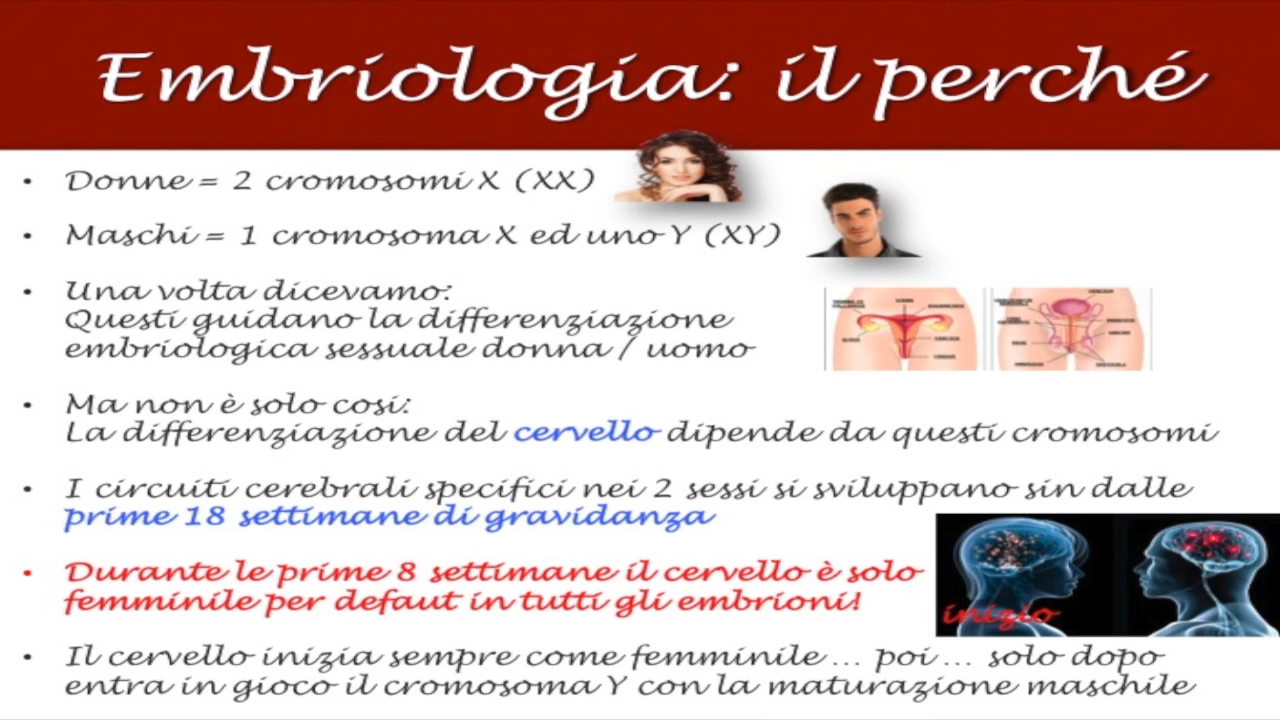 Embriologia: il perché
• Donne = 2 cromosomi X (XX)
• Maschi = 1 cromosoma X ed uno Y (XY)
• Una volta dicevamo:
Questi guidano la differenziazione
embriologica sessuale donna / uomo
• Ma non è solo così:
La differenziazione del cervello dipende da questi cromosomi
• I circuiti cerebrali specifici nei 2 sessi si sviluppano sin dalle
prime 18 settimane di gravidanza
• Durante le prime 8 settimane il cervello è solo
femminile per defaut in tutti gli embrioni!
inizio
• Il cervello inizia sempre come femminile ... poi ... solo dopo
entra in gioco il cromosoma Y con la maturazione maschile